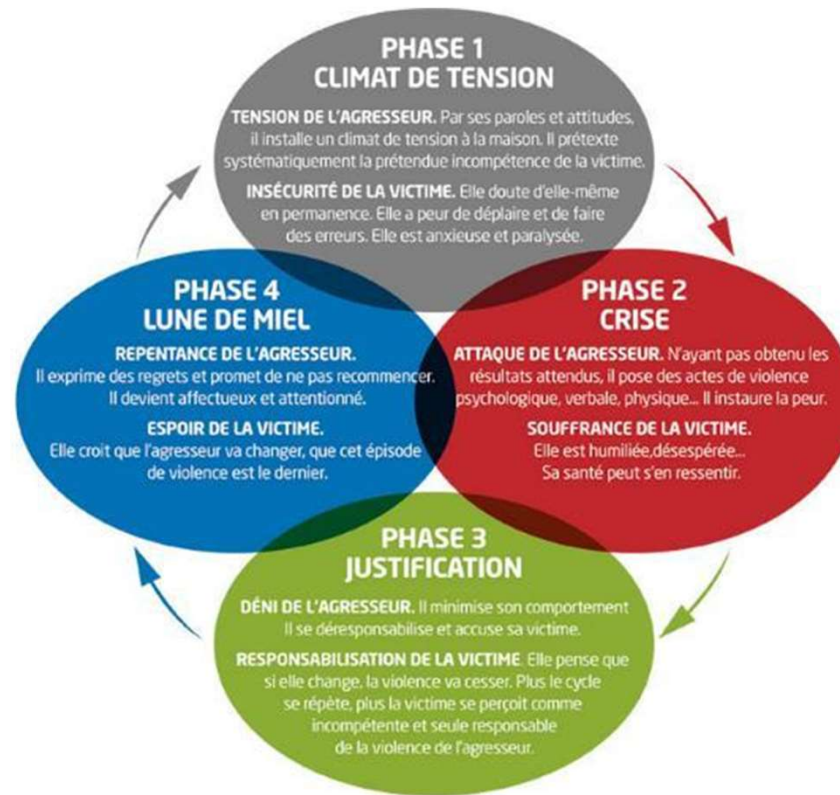 PHASE 1
CLIMAT DE TENSION
TENSION DE L'AGRESSEUR. Par ses paroles et attitudes,
il installe un climat de tension à la maison. Il prétexte
systématiquement la prétendue incompétence de la victime.
INSÉCURITÉ DE LA VICTIME. Elle doute d'elle-même
en permanence. Elle a peur de déplaire et de faire
des erreurs. Elle est anxieuse et paralysée.
PHASE 2
CRISE
ATTAQUE DE L'AGRESSEUR. N'ayant pas obtenu les
résultats attendus, il pose des actes de violence
psychologique, verbale, physique... Il instaure la peur.
SOUFFRANCE DE LA VICTIME.
Elle est humiliée,désespérée...
Sa santé peut s'en ressentir.
PHASE 3
JUSTIFICATION
DÉNI DE L'AGRESSEUR. Il minimise son comportement
Il se déresponsabilise et accuse sa victime.
RESPONSABILISATION DE LA VICTIME. Elle pense que
si elle change, la violence va cesser. Plus le cycle
se répète, plus la victime se perçoit comme
incompétente et seule responsable
de la violence de l'agresseur.
PHASE 4
LUNE DE MIEL
REPENTANCE DE L'AGRESSEUR.
Il exprime des regrets et promet de ne pas recommencer.
Il devient affectueux et attentionné.
ESPOIR DE LA VICTIME.
Elle croit que l'agresseur va changer, que cet épisode
de violence est le dernier.